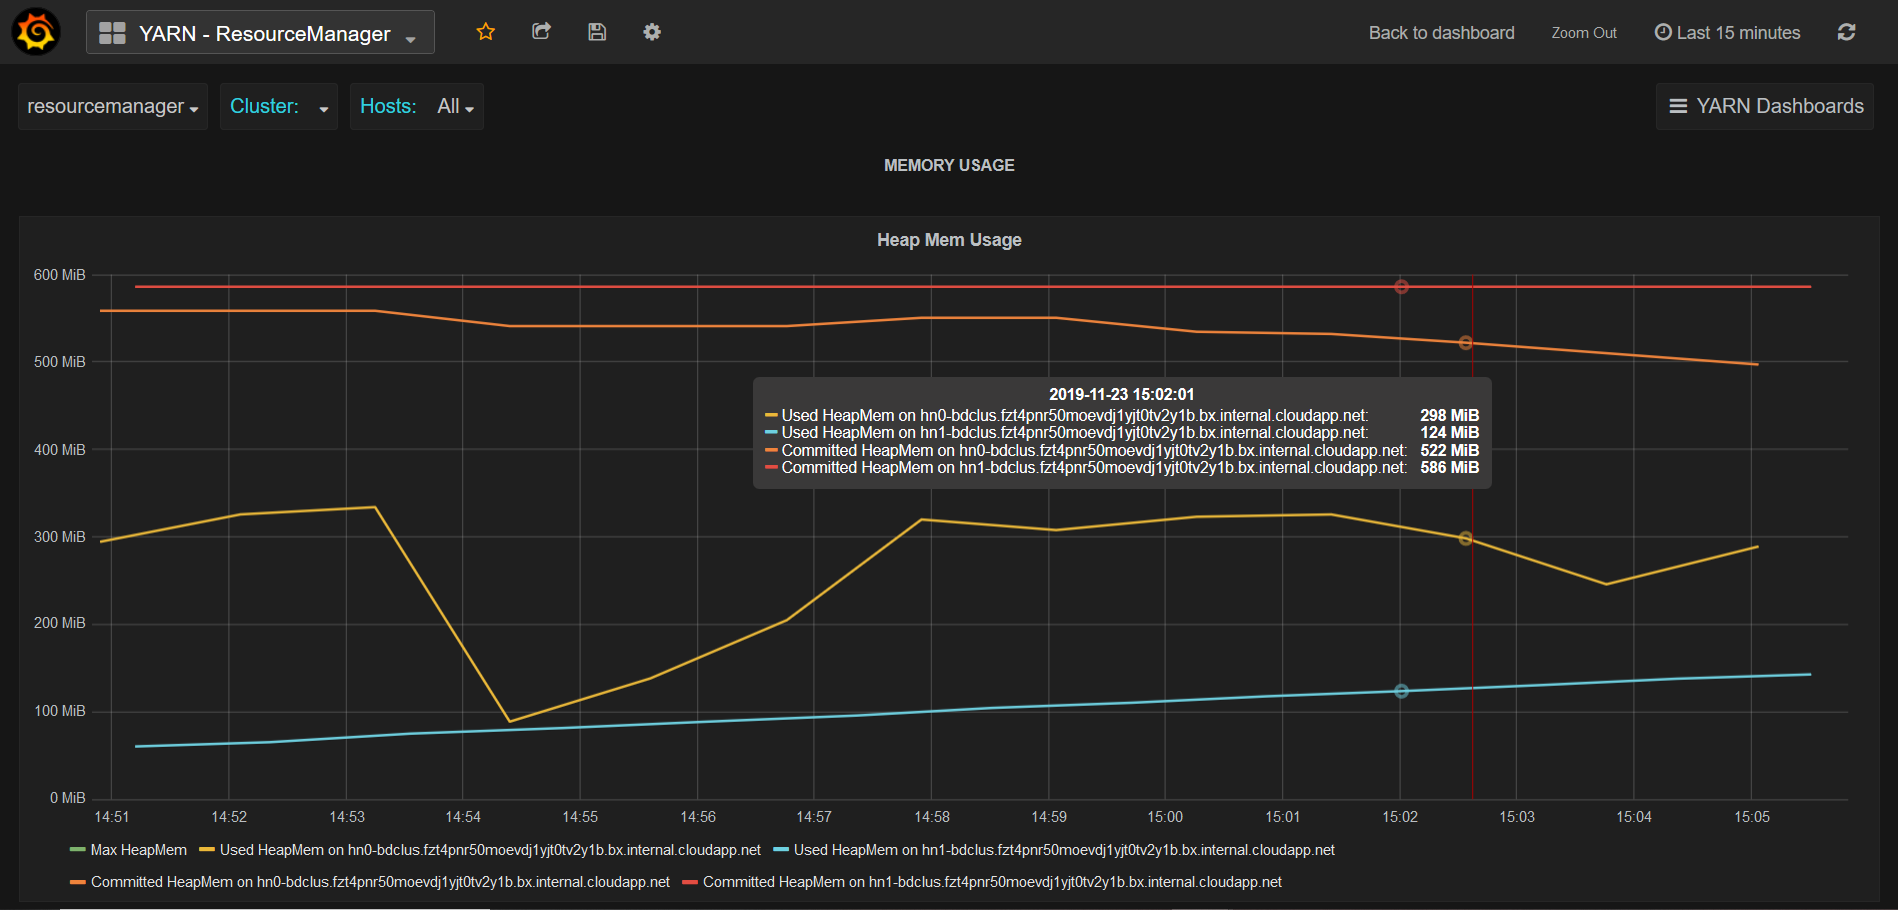 YARN - ResourceManager
Back to dashboard Zoom Out Last 15 minutes
resourcemanager Cluster: Hosts: All YARN Dashboards
MEMORY USAGE
Heap Mem Usage
600 MiB
500 MiB
400 MiB
300 MiB
200 MiB
100 MiB
0 MiB
2019-11-23 15:02:01
Used HeapMem on hn0-bdclus.fzt4pnr50moevdj1yjt0tv2y1b.bx.internal.cloudapp.net: 298 MiB
Used HeapMem on hn1-bdclus.fzt4pnr50moevdj1yjt0tv2y1b.bx.internal.cloudapp.net: 124 MiB
Committed HeapMem on hn0-bdclus.fzt4pnr50moevdj1yjt0tv2y1b.bx.internal.cloudapp.net: 522 MiB
Committed HeapMem on hn1-bdclus.fzt4pnr50moevdj1yjt0tv2y1b.bx.internal.cloudapp.net: 586 MiB
14:51 14:52 14:53 14:54 14:55 14:56 14:57 14:58 14:59 15:00 15:01 15:02 15:03 15:04 15:05
Max HeapMem Used HeapMem on hn0-bdclus.fzt4pnr50moevdj1yjt0tv2y1b.bx.internal.cloudapp.net Used HeapMem on hn1-bdclus.fzt4pnr50moevdj1yjt0tv2y1b.bx.internal.cloudapp.net
Committed HeapMem on hn0-bdclus.fzt4pnr50moevdj1yjt0tv2y1b.bx.internal.cloudapp.net Committed HeapMem on hn1-bdclus.fzt4pnr50moevdj1yjt0tv2y1b.bx.internal.cloudapp.net